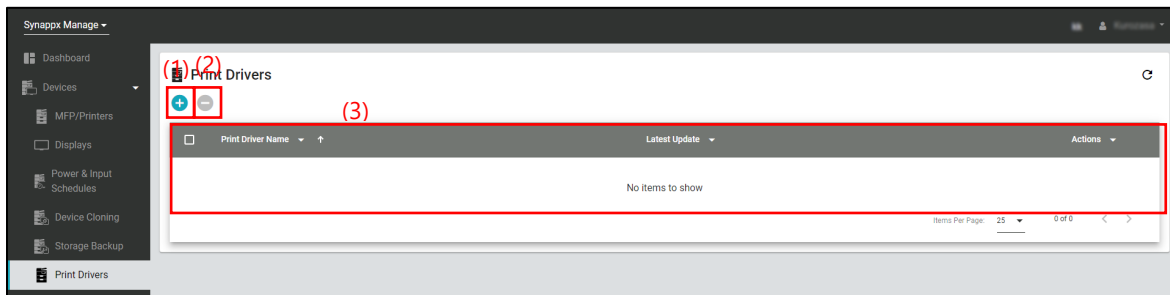 Synappx Manage
Dashboard
Devices
MFP/Printers
Displays
Power & Input
Schedules
Device Cloning
Storage Backup
Print Drivers
(1) (2)
Print Drivers
(3)
Print Driver Name
Latest Update
Actions
No items to show
Items Per Page: 25
0 of 0